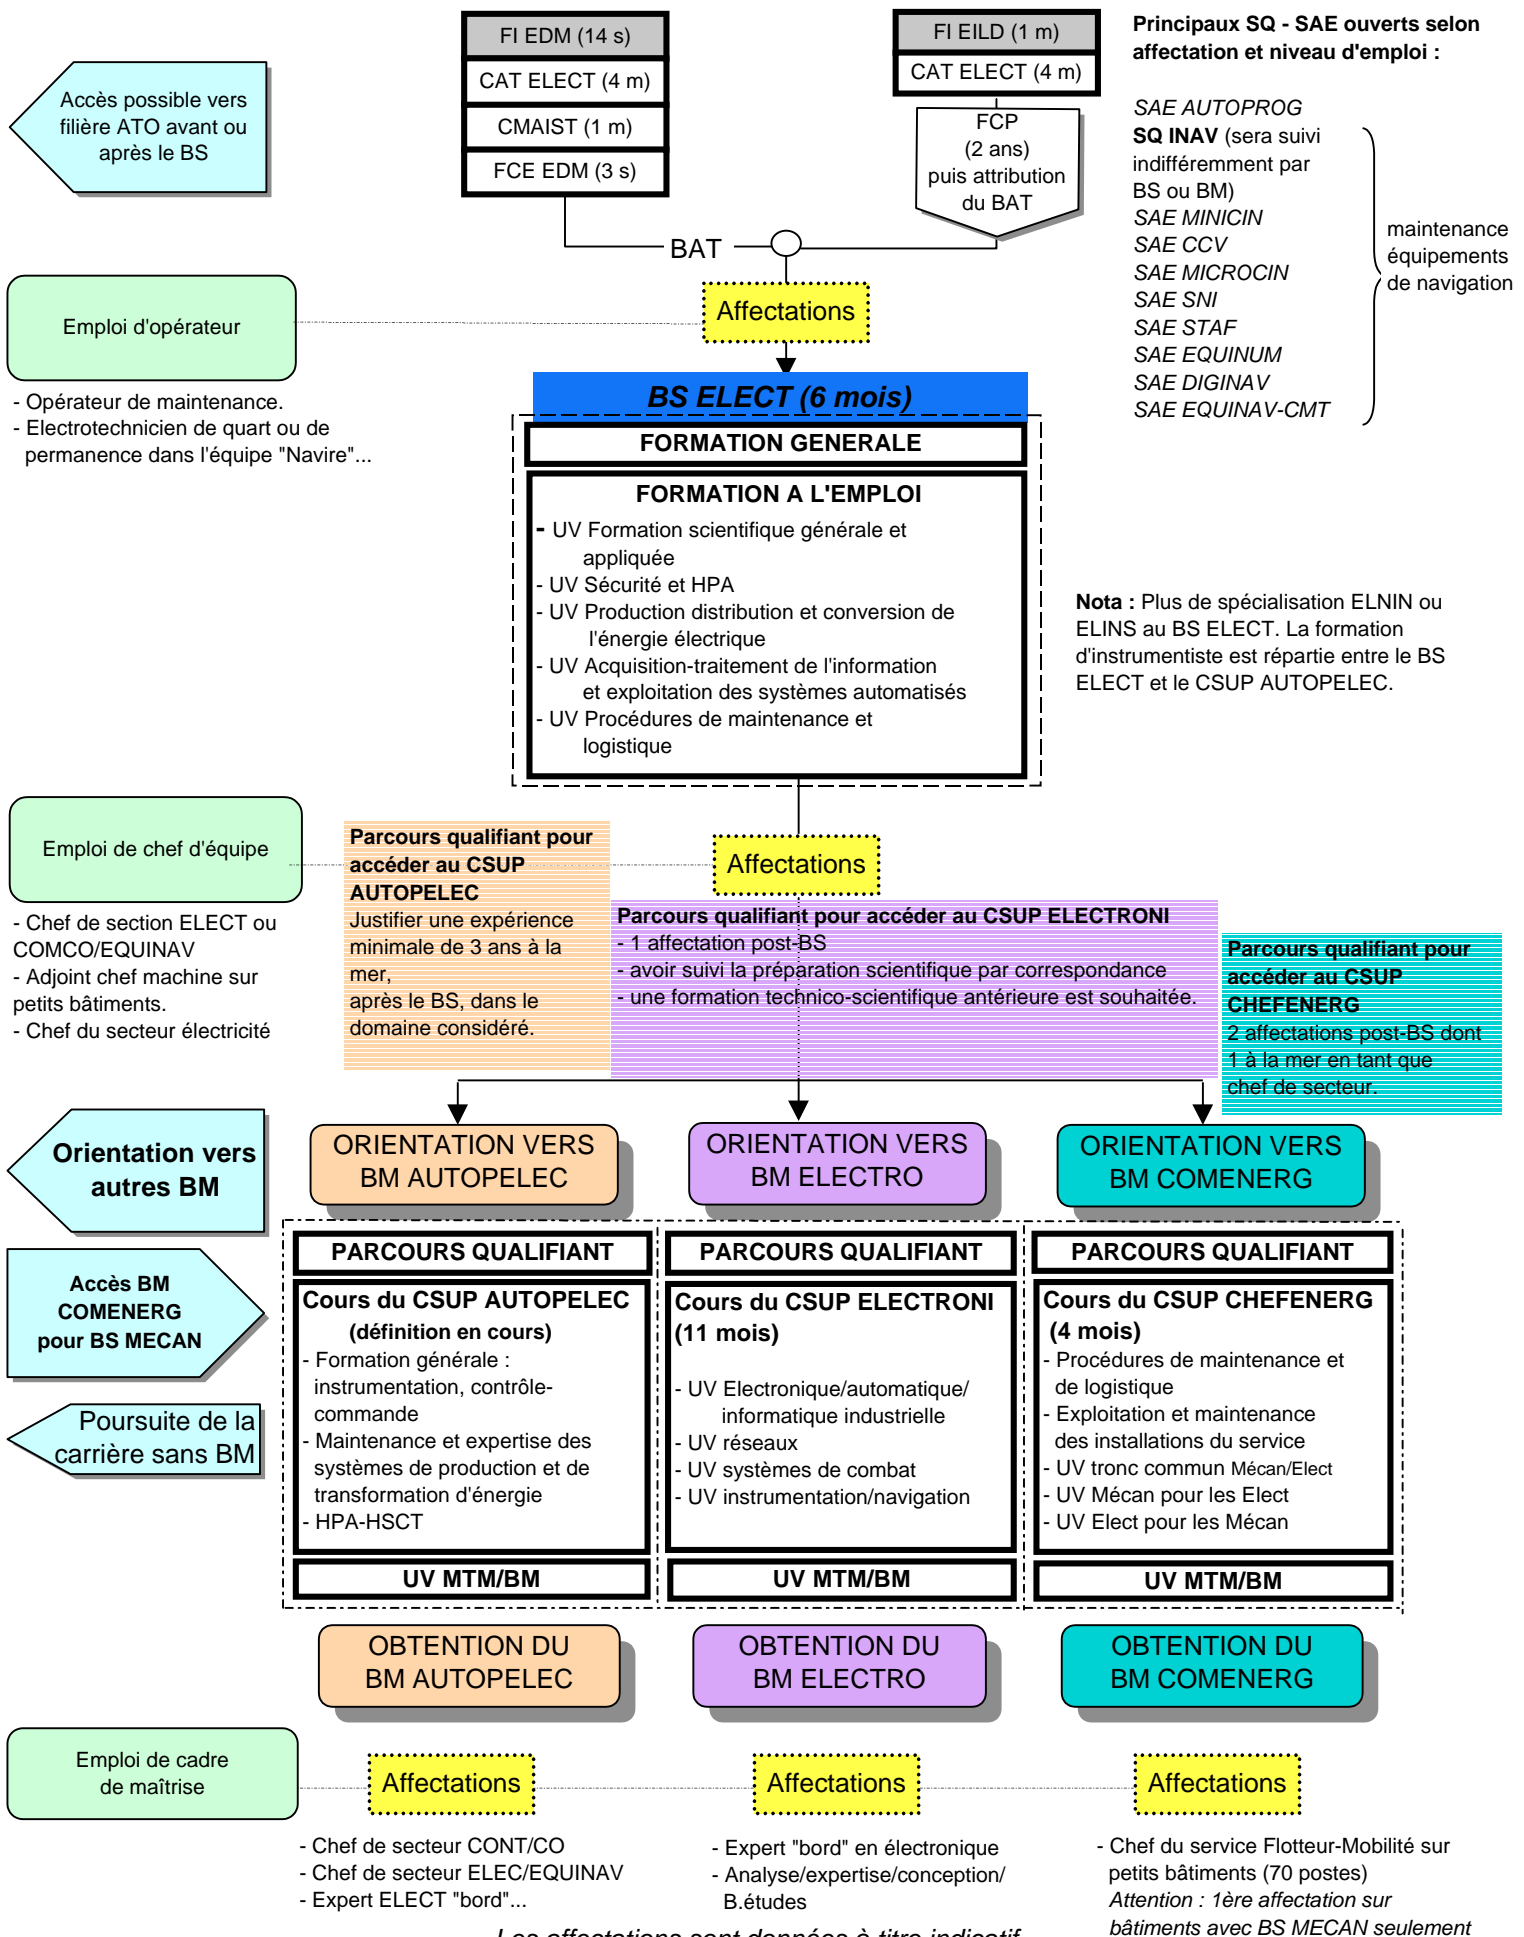 FI EDM (14 s)
CAT ELECT (4 m)
CMAIST (1 m)
FCE EDM (3 s)
FI EILD (1 m)
CAT ELECT (4 m)
FCP
(2 ans)
puis attribution
du BAT
BAT
Principaux SQ - SAE ouverts selon
affectation et niveau d'emploi :
SAE AUTOPROG
SQ INAV (sera suivi
indifféremment par
BS ou BM)
SAE MINICIN
SAE CCV
SAE MICROCIN
SAE SNI
SAE STAF
SAE EQUINUM
SAE DIGINAV
SAE EQUINAV-CMT
maintenance
équipements
de navigation
Accès possible vers
filière ATO avant ou
après le BS
Emploi d'opérateur
Affectations
- Opérateur de maintenance.
- Electrotechnicien de quart ou de
permanence dans l'équipe "Navire"...
BS ELECT (6 mois)
FORMATION GENERALE
FORMATION A L'EMPLOI
- UV Formation scientifique générale et
appliquée
- UV Sécurité et HPA
- UV Production distribution et conversion de
l'énergie électrique
- UV Acquisition-traitement de l'information
et exploitation des systèmes automatisés
- UV Procédures de maintenance et
logistique
Nota : Plus de spécialisation ELNIN ou
ELINS au BS ELECT. La formation
d'instrumentiste est répartie entre le BS
ELECT et le CSUP AUTOPELEC.
Emploi de chef d'équipe
- Chef de section ELECT ou
COMCO/EQUINAV
- Adjoint chef machine sur
petits bâtiments.
- Chef du secteur électricité
Parcours qualifiant pour
accéder au CSUP
AUTOPELEC
Justifier une expérience
minimale de 3 ans à la
mer,
après le BS, dans le
domaine considéré.
Affectations
Parcours qualifiant pour accéder au CSUP ELECTRONI
- 1 affectation post-BS
- avoir suivi la préparation scientifique par correspondance
- une formation technico-scientifique antérieure est souhaitée.
Parcours qualifiant pour
accéder au CSUP
CHEFENERG
2 affectations post-BS dont
1 à la mer en tant que
chef de secteur.
Orientation vers
autres BM
ORIENTATION VERS
BM AUTOPELEC
ORIENTATION VERS
BM ELECTRO
ORIENTATION VERS
BM COMENERG
Accès BM
COMENERG
pour BS MECAN
Poursuite de la
carrière sans BM
PARCOURS QUALIFIANT
Cours du CSUP AUTOPELEC
(définition en cours)
- Formation générale :
instrumentation, contrôle-
commande
- Maintenance et expertise des
systèmes de production et de
transformation d'énergie
- HPA-HSCT
UV MTM/BM
PARCOURS QUALIFIANT
Cours du CSUP ELECTRONI
(11 mois)
- UV Electronique/automatique/
informatique industrielle
- UV réseaux
- UV systèmes de combat
- UV instrumentation/navigation
UV MTM/BM
PARCOURS QUALIFIANT
Cours du CSUP CHEFENERG
(4 mois)
- Procédures de maintenance et
de logistique
- Exploitation et maintenance
des installations du service
- UV tronc commun Mécan/Elect
- UV Mécan pour les Elect
- UV Elect pour les Mécan
UV MTM/BM
OBTENTION DU
BM AUTOPELEC
OBTENTION DU
BM ELECTRO
OBTENTION DU
BM COMENERG
Emploi de cadre
de maîtrise
Affectations
Affectations
Affectations
- Chef de secteur CONT/CO
- Chef de secteur ELEC/EQUINAV
- Expert ELECT "bord"...
- Expert "bord" en électronique
- Analyse/expertise/conception/
B.études
- Chef du service Flotteur-Mobilité sur
petits bâtiments (70 postes)
Attention : 1ère affectation sur
bâtiments avec BS MECAN seulement
Les affectations sont données à titre indicatif